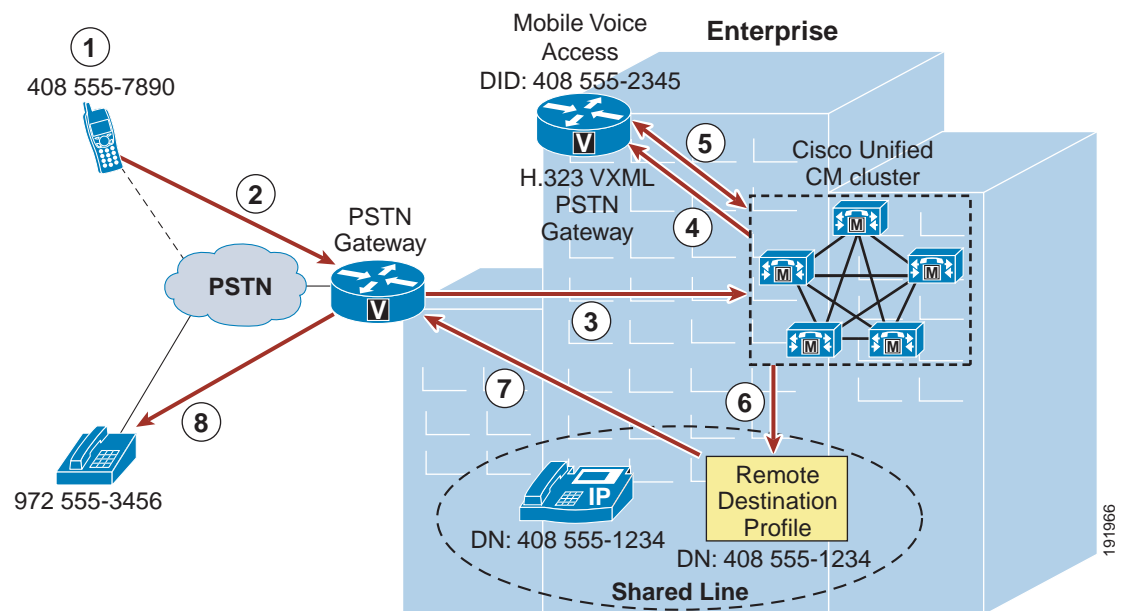 1
408 555-7890
Mobile Voice
Access
DID: 408 555-2345
Enterprise
V
H.323 VXML
PSTN
Gateway
5
4
Cisco Unified
CM cluster
M
M
M
M
M
2
PSTN
Gateway
PSTN
V
3
7
6
8
972 555-3456
IP
DN: 408 555-1234
Remote
Destination
Profile
DN: 408 555-1234
Shared Line
191966